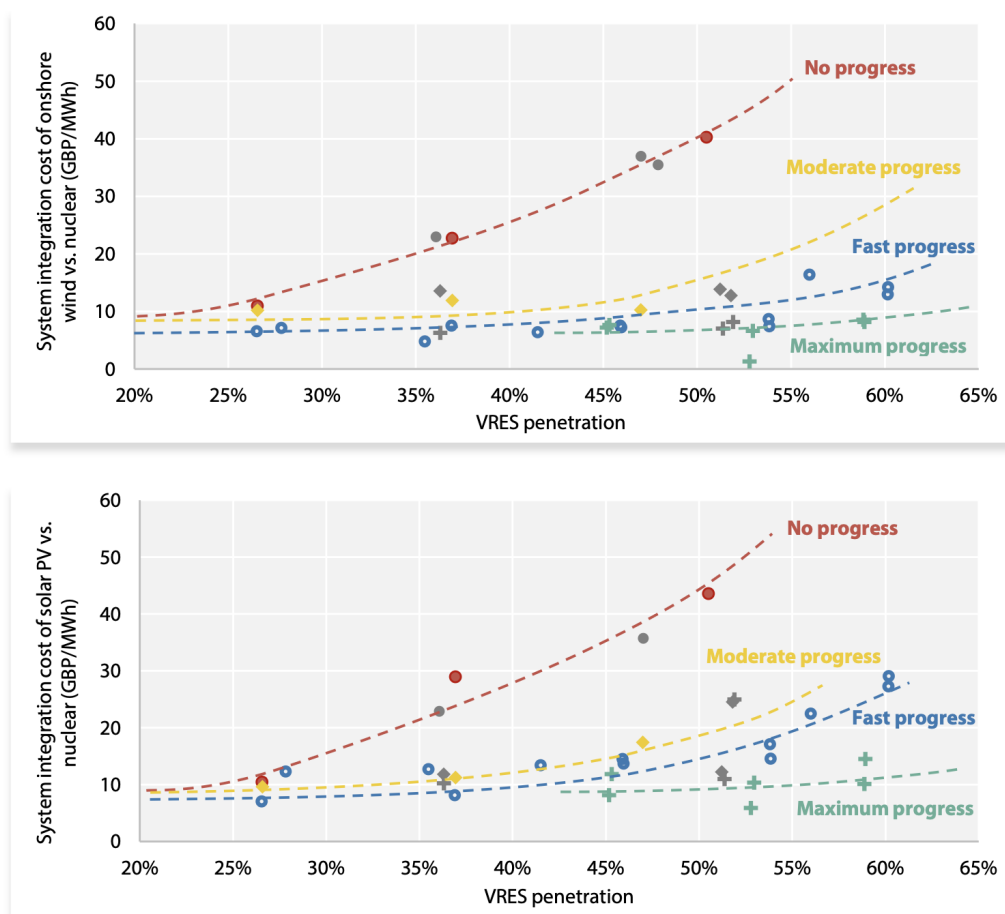 System integration cost of onshore
wind vs. nuclear (GBP/MWh)
60
50
40
30
20
10
0
No progress
Moderate progress
Fast progress
Maximum progress
20%
25%
30%
35%
40%
45%
50%
55%
60%
65%
VRES penetration
System integration cost of solar PV vs.
nuclear (GBP/MWh)
60
50
40
30
20
10
0
No progress
Moderate progress
Fast progress
Maximum progress
20%
25%
30%
35%
40%
45%
50%
55%
60%
65%
VRES penetration